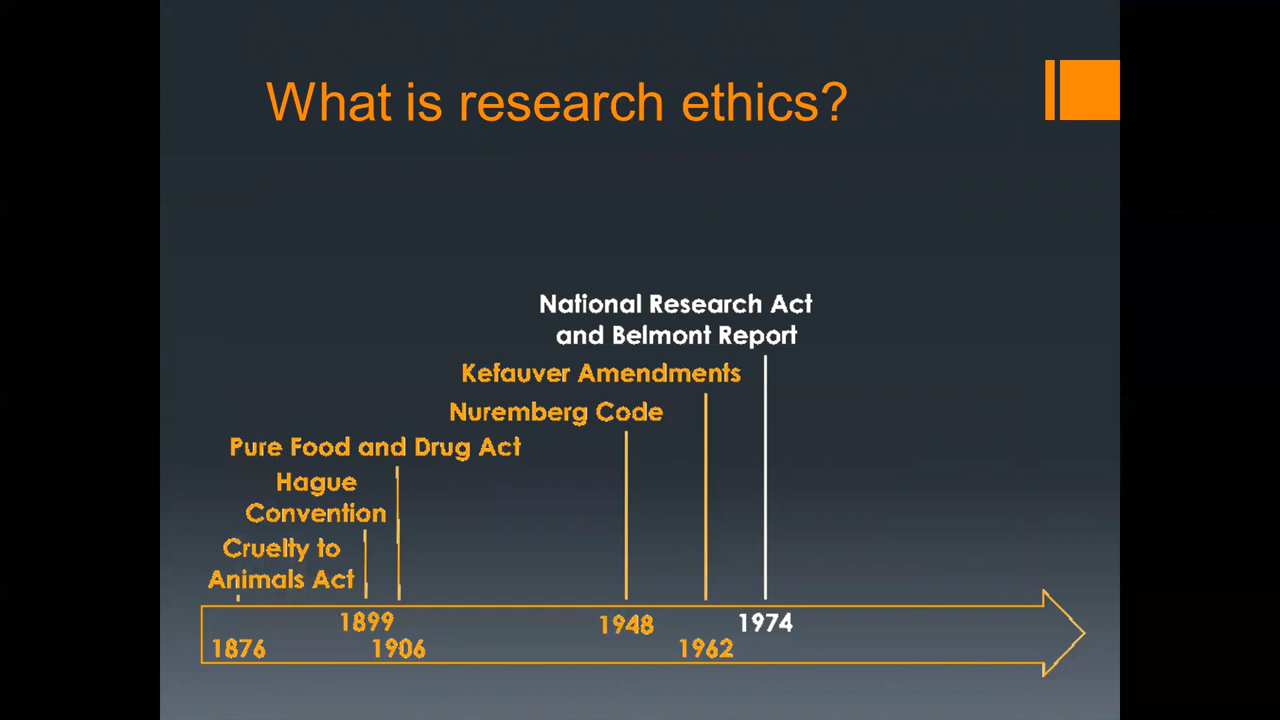 What is research ethics?
National Research Act
and Belmont Report
Kefauver Amendments
Nuremberg Code
Pure Food and Drug Act
Hague
Convention
Cruelty to
Animals Act
1899
1948
1974
1876
1906
1962